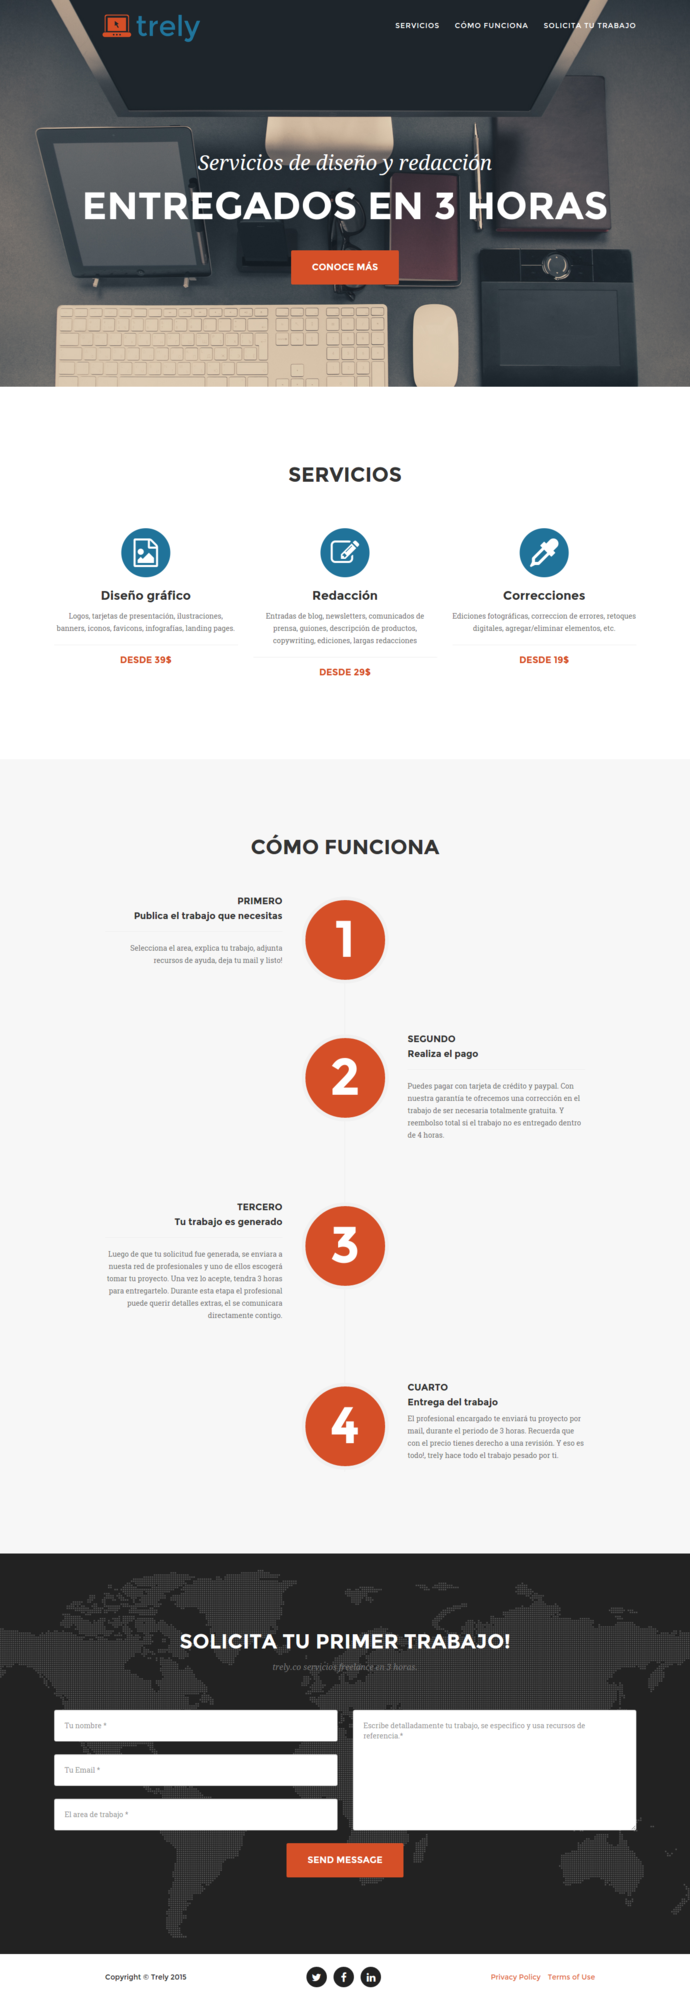 trely
SERVICIOS CÓMO FUNCIONA SOLICITA TU TRABAJO
Servicios de diseño y redacción
ENTREGADOS EN 3 HORAS
CONOCE MÁS
SERVICIOS
Diseño gráfico
Logos, tarjetas de presentación, ilustraciones,
banners, iconos, favicons, infografías, landing pages.
DESDE 39$
Redacción
Entradas de blog, newsletters, comunicados de
prensa, guiones, descripción de productos,
copywriting, ediciones, largas redacciones
DESDE 29$
Correcciones
Ediciones fotográficas, correccion de errores, retoques
digitales, agregar/eliminar elementos, etc.
DESDE 19$
CÓMO FUNCIONA
PRIMERO
Publica el trabajo que necesitas
Selecciona el area, explica tu trabajo, adjunta
recursos de ayuda, deja tu mail y listo!
1
2
SEGUNDO
Realiza el pago
Puedes pagar con tarjeta de crédito y paypal. Con
nuestra garantía te ofrecemos una corrección en el
trabajo de ser necesaria totalmente gratuita. Y
reembolso total si el trabajo no es entregado dentro
de 4 horas.
TERCERO
Tu trabajo es generado
Luego de que tu solicitud fue generada, se enviara a
nuesta red de profesionales y uno de ellos escogerá
tomar tu proyecto. Una vez lo acepte, tendra 3 horas
para entregartelo. Durante esta etapa el profesional
puede querir detalles extras, el se comunicara
directamente contigo.
3
4
CUARTO
Entrega del trabajo
El profesional encargado te enviará tu proyecto por
mail, durante el periodo de 3 horas. Recuerda que
con el precio tienes derecho a una revisión. Y eso es
todo!, trely hace todo el trabajo pesado por ti.
SOLICITA TU PRIMER TRABAJO!
trely.co servicios freelance en 3 horas.
Tu nombre *
Tu Email *
El area de trabajo *
Escribe detalladamente tu trabajo, se especifico y usa recursos de
referencia.*
SEND MESSAGE
Copyright © Trely 2015
Privacy Policy Terms of Use